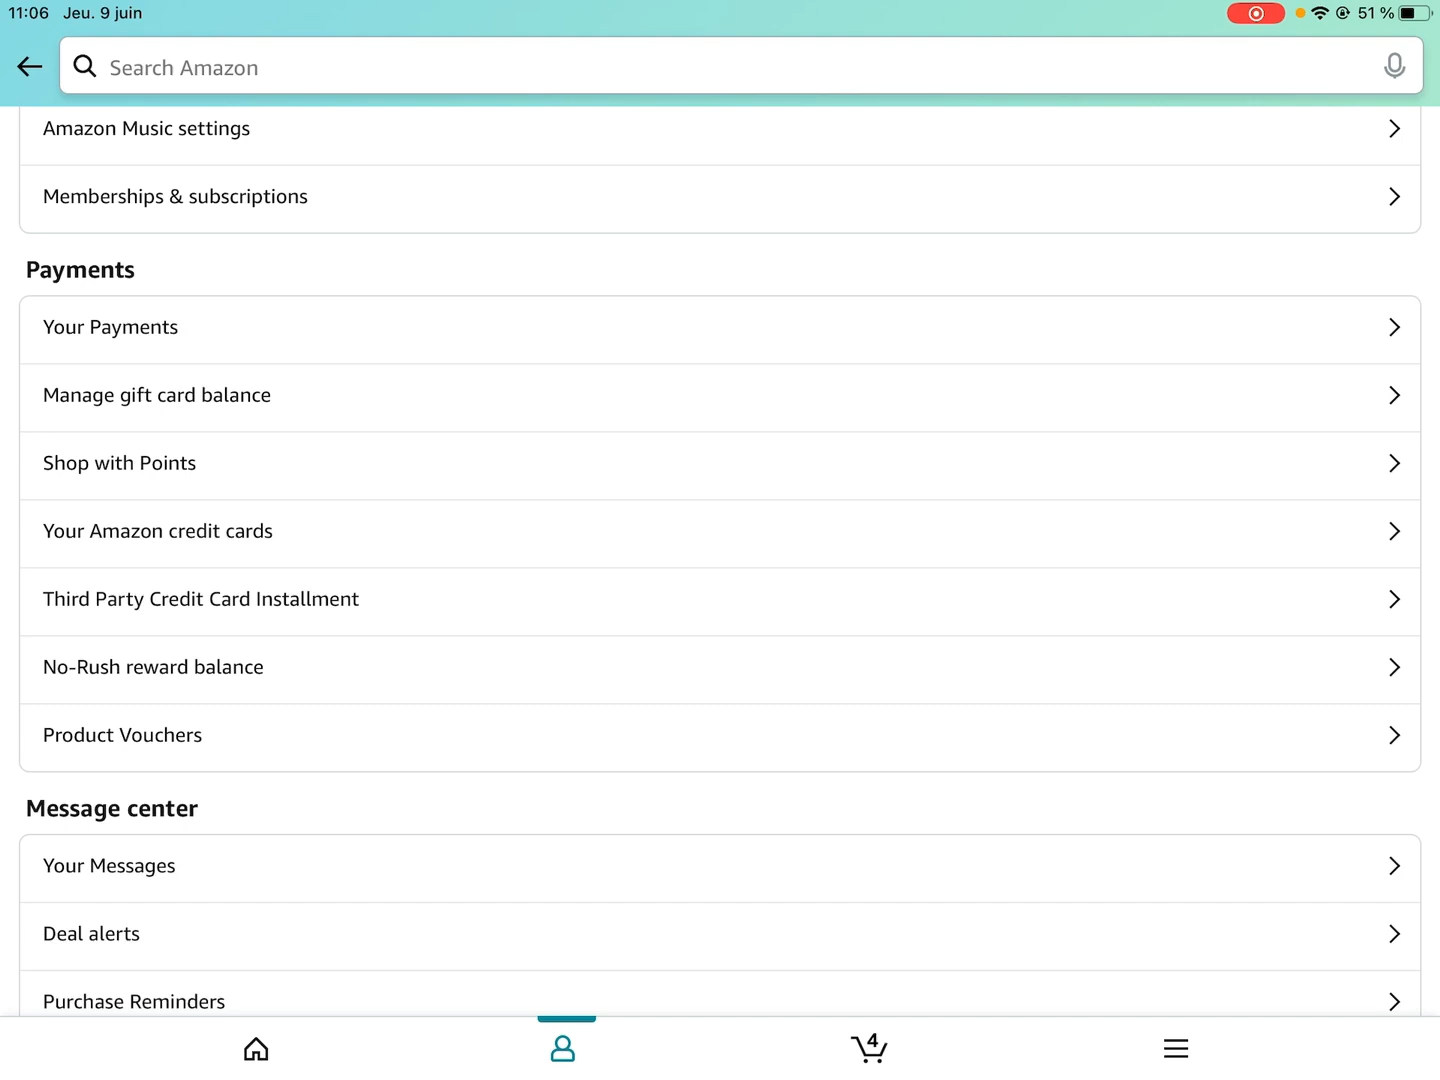 11:06 Jeu. 9 juin
51 %
Search Amazon
Amazon Music settings
Memberships & subscriptions
Payments
Your Payments
Manage gift card balance
Shop with Points
Your Amazon credit cards
Third Party Credit Card Installment
No-Rush reward balance
Product Vouchers
Message center
Your Messages
Deal alerts
Purchase Reminders
4